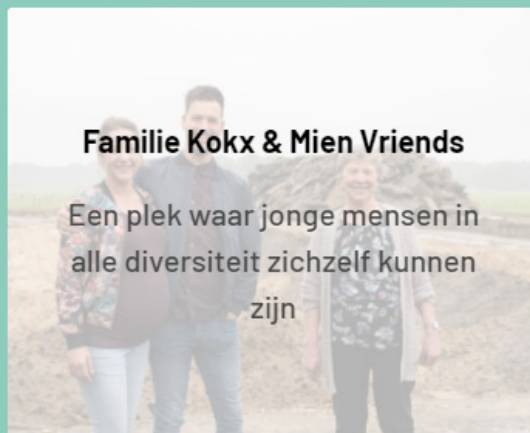 Familie Kokx & Mien Vriends
Een plek waar jonge mensen in
alle diversiteit zichzelf kunnen
zijn